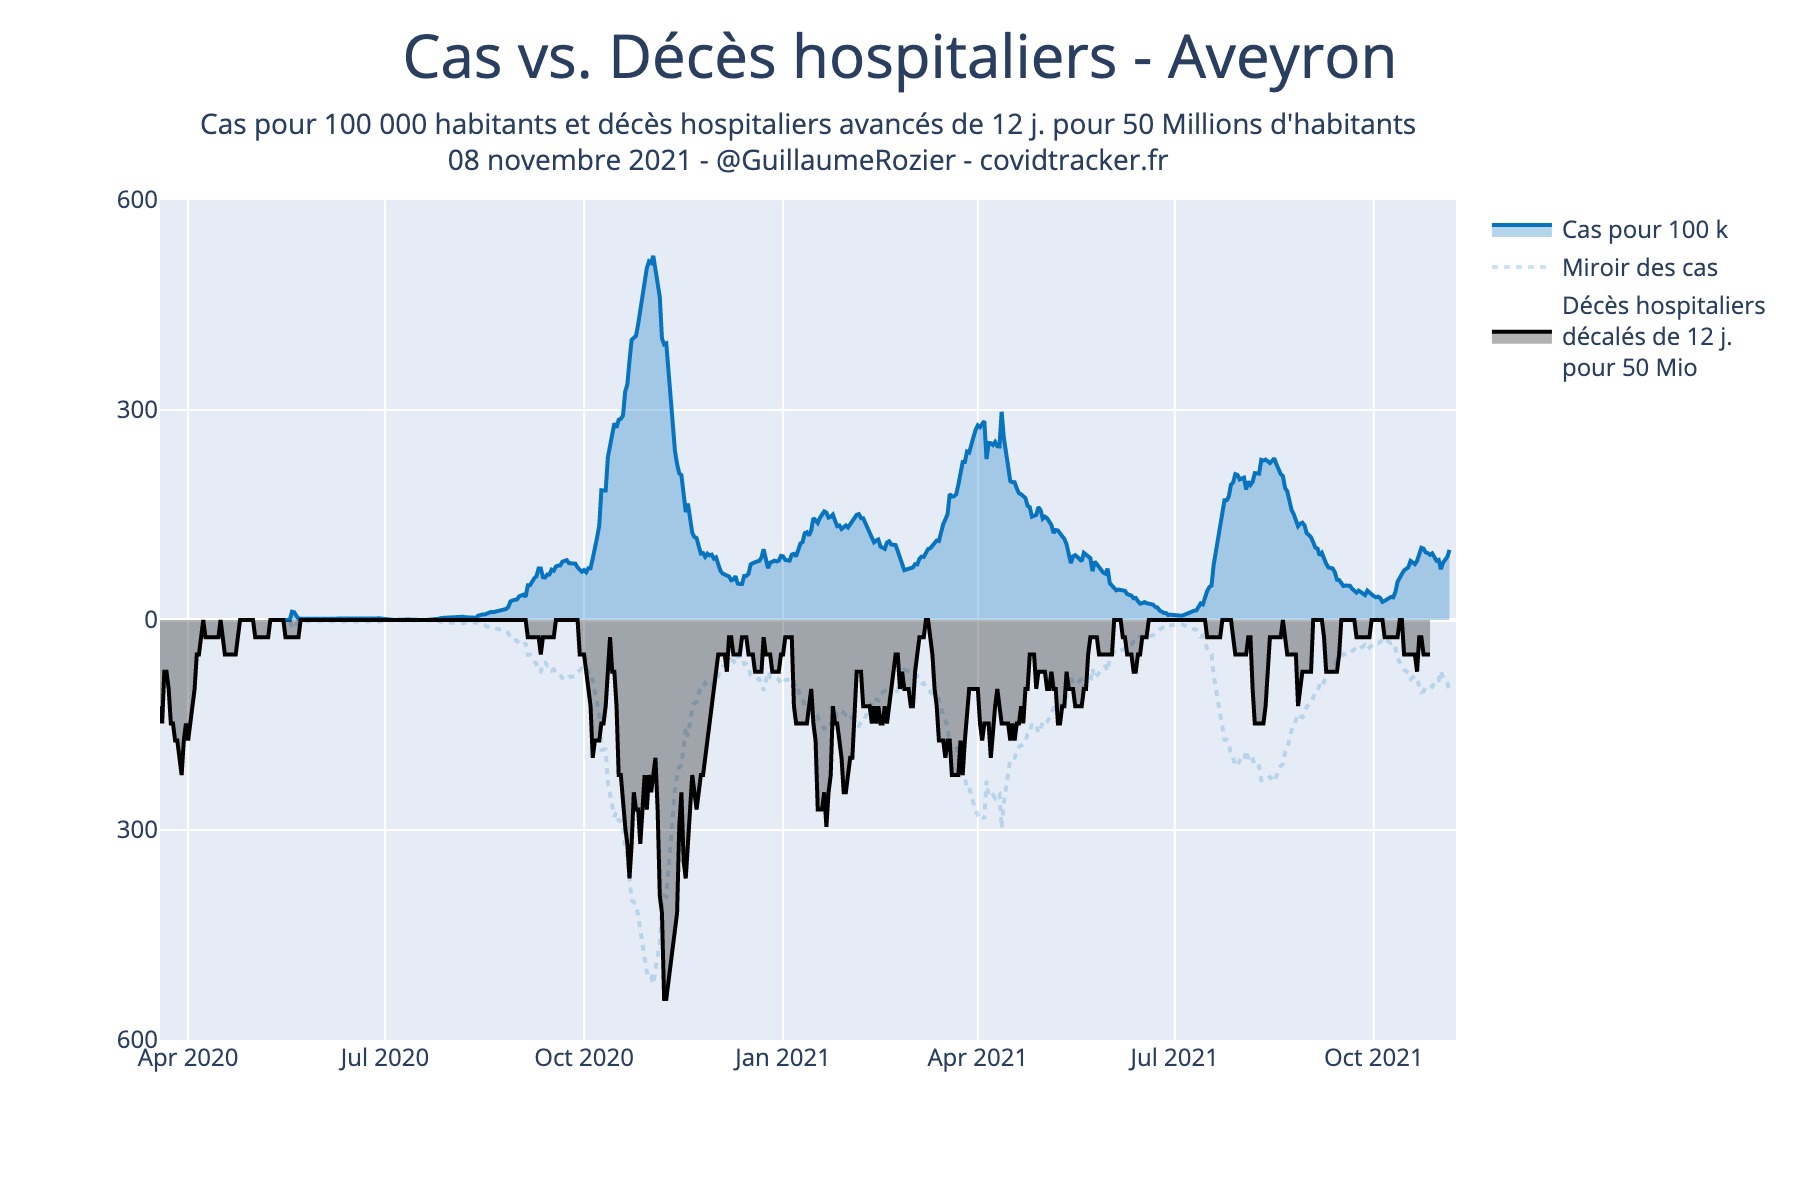 Cas vs. Décès hospitaliers - Aveyron
Cas pour 100 000 habitants et décès hospitaliers avancés de 12 j. pour 50 Millions d'habitants
08 novembre 2021 - @GuillaumeRozier - covidtracker.fr
600
300
0
300
600
Apr 2020
Jul 2020
Oct 2020
Jan 2021
Apr 2021
Jul 2021
Oct 2021
Cas pour 100 k
Miroir des cas
Décès hospitaliers
décalés de 12 j.
pour 50 Mio